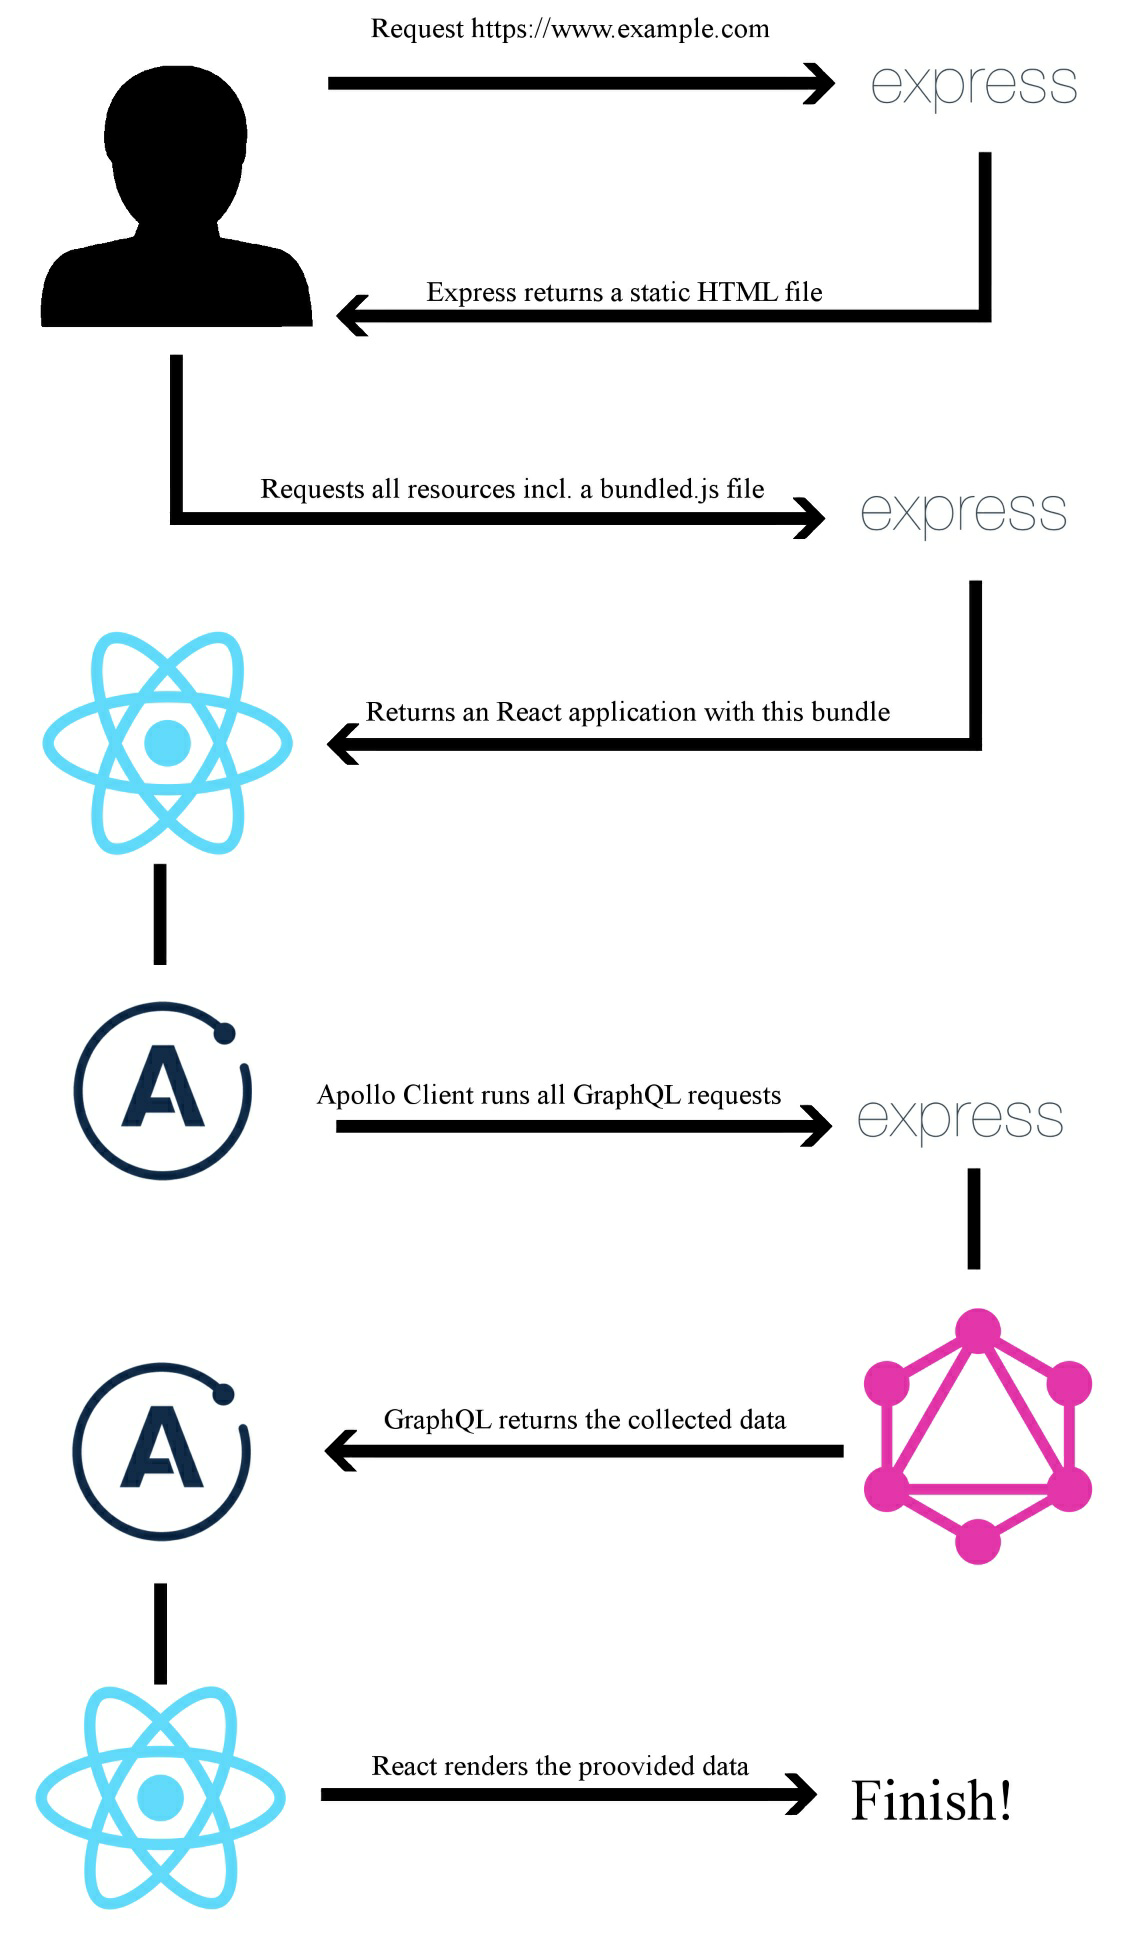 Request https://www.example.com
express
Express returns a static HTML file
Requests all resources incl. a bundled.js file
express
Returns an React application with this bundle
A
Apollo Client runs all GraphQL requests
express
A
GraphQL returns the collected data
React renders the proovided data
Finish!